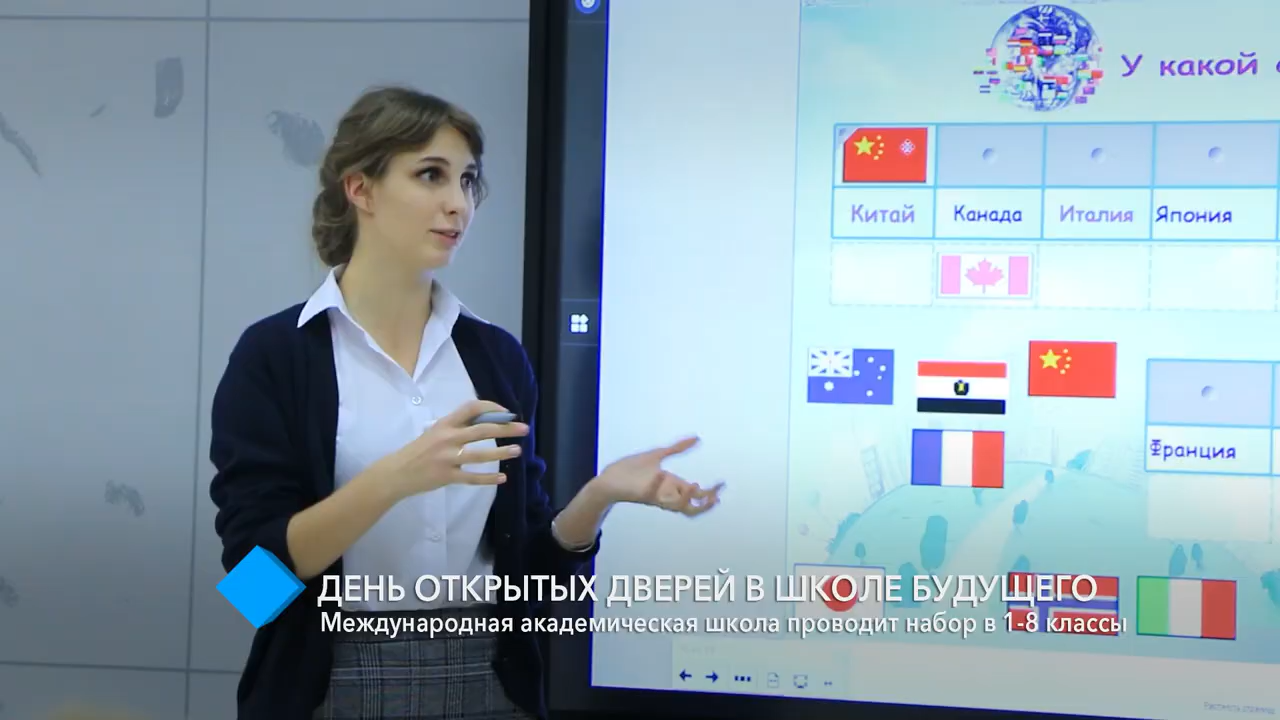 У какой
Китай Канада Италия Япония
Франция
ДЕНЬ ОТКРЫТЫХ ДВЕРЕЙ В ШКОЛЕ БУДУЩЕГО
Международная академическая школа проводит набор в 1-8 классы